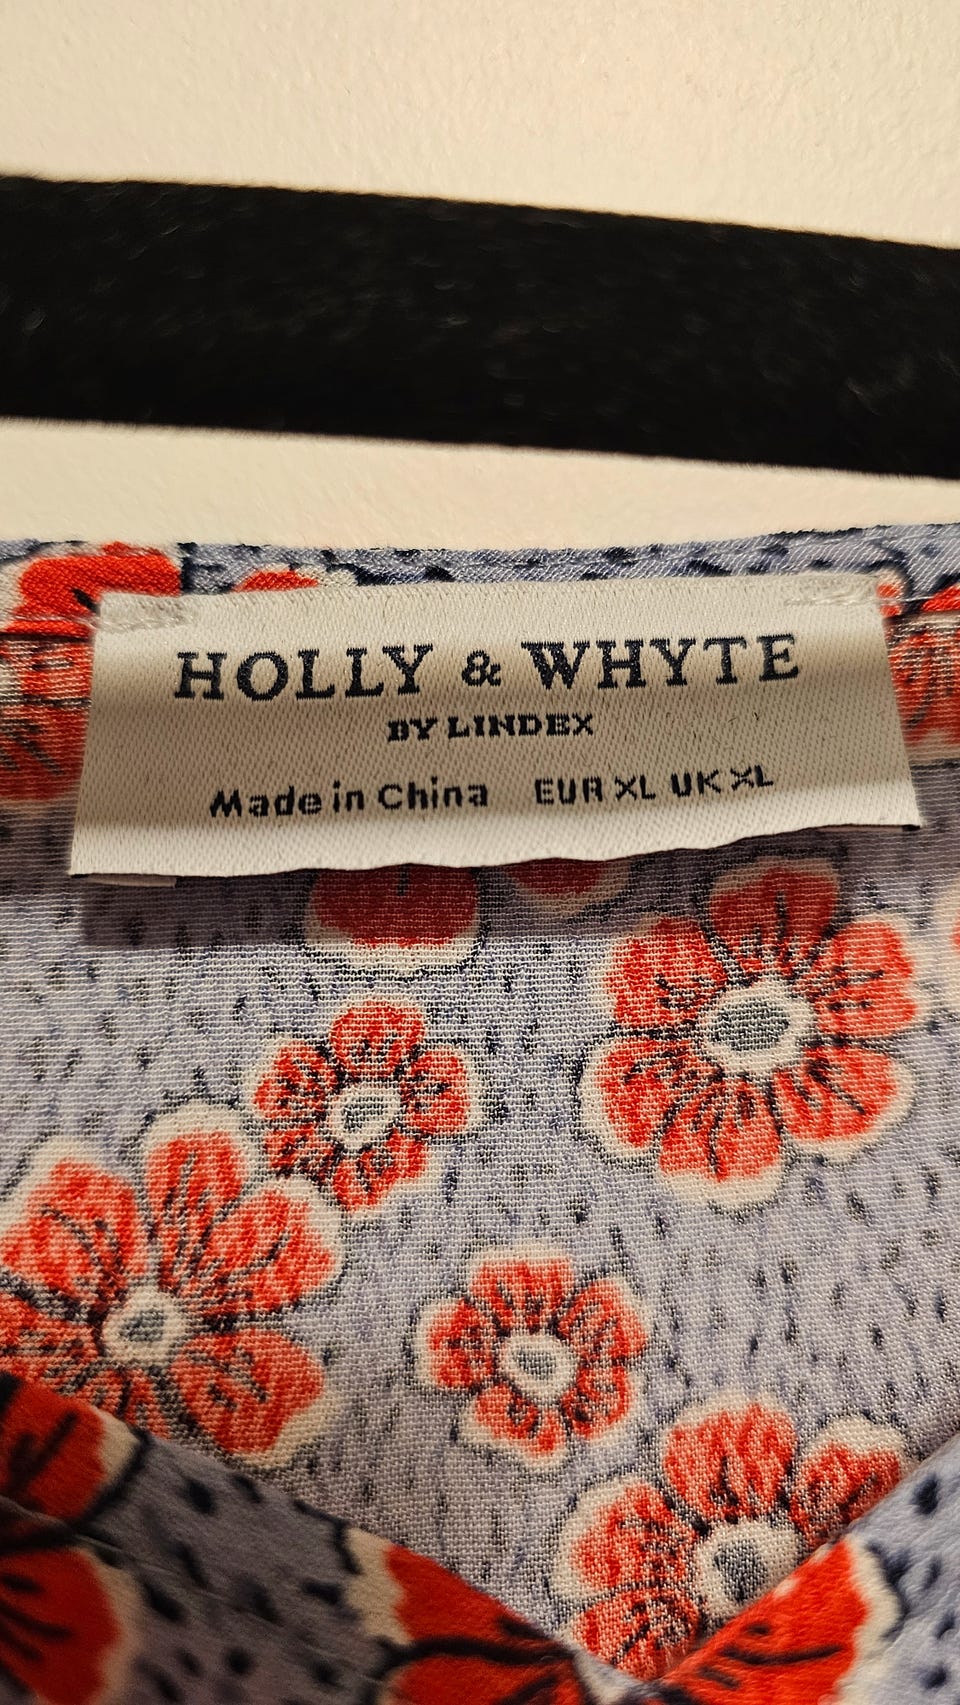 HOLLY & WHYTE
BY LINDEX
Made in China EUR XL UK XL